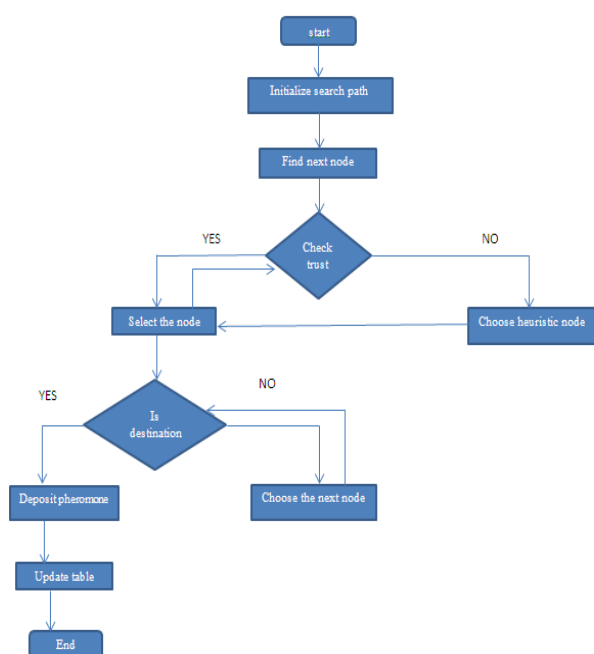 start
Initialize search path
Find next node
YES
NO
Check
trust
Select the node
Choose heuristic node
YES
NO
Is
destination
Deposit pheromone
Choose the next node
Update table
End